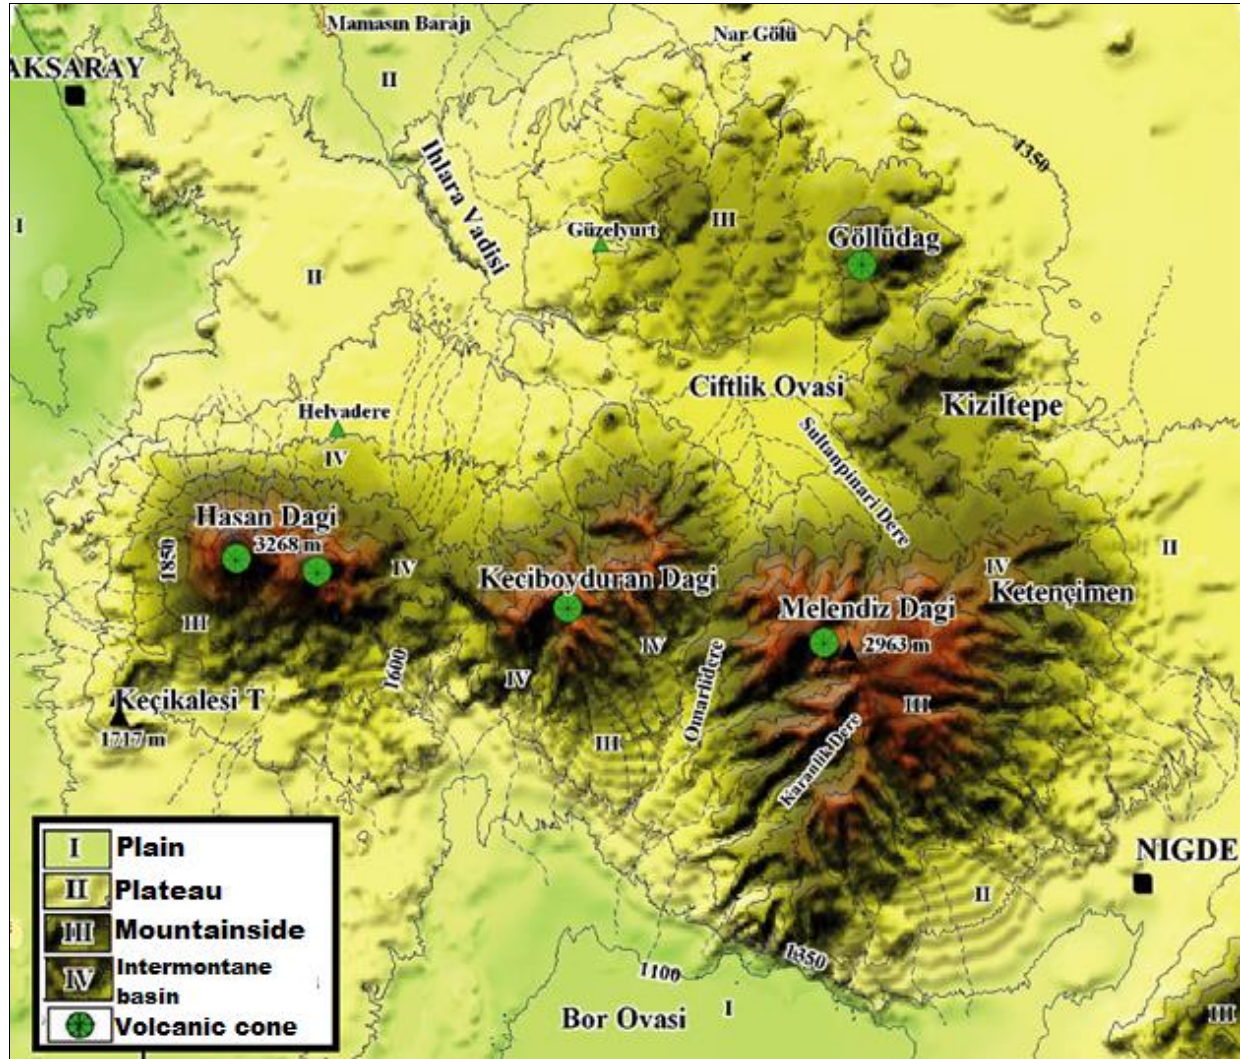 Mamasın Barajı
Nar Gölü
AKSARAY
II
1350
Ihlara Vadisi
I
III
Güzelyurt
Göllüdag
II
Ciftlik Ovasi
Kiziltepe
Helvadere
Sultanpinari Dere
IV
Hasan Dagi
3268 m
1850
IV
Keciboyduran Dagi
IV
II
Ketençimen
Melendiz Dagi
2963 m
III
IV
1600
IV
Omarlidere
III
Keçikalesi T
1717 m
III
Karanlik Dere
NIGDE
II
1350
1100
Bor Ovasi
I
III
I Plain
II Plateau
III Mountainside
IV Intermontane
basin
Volcanic cone